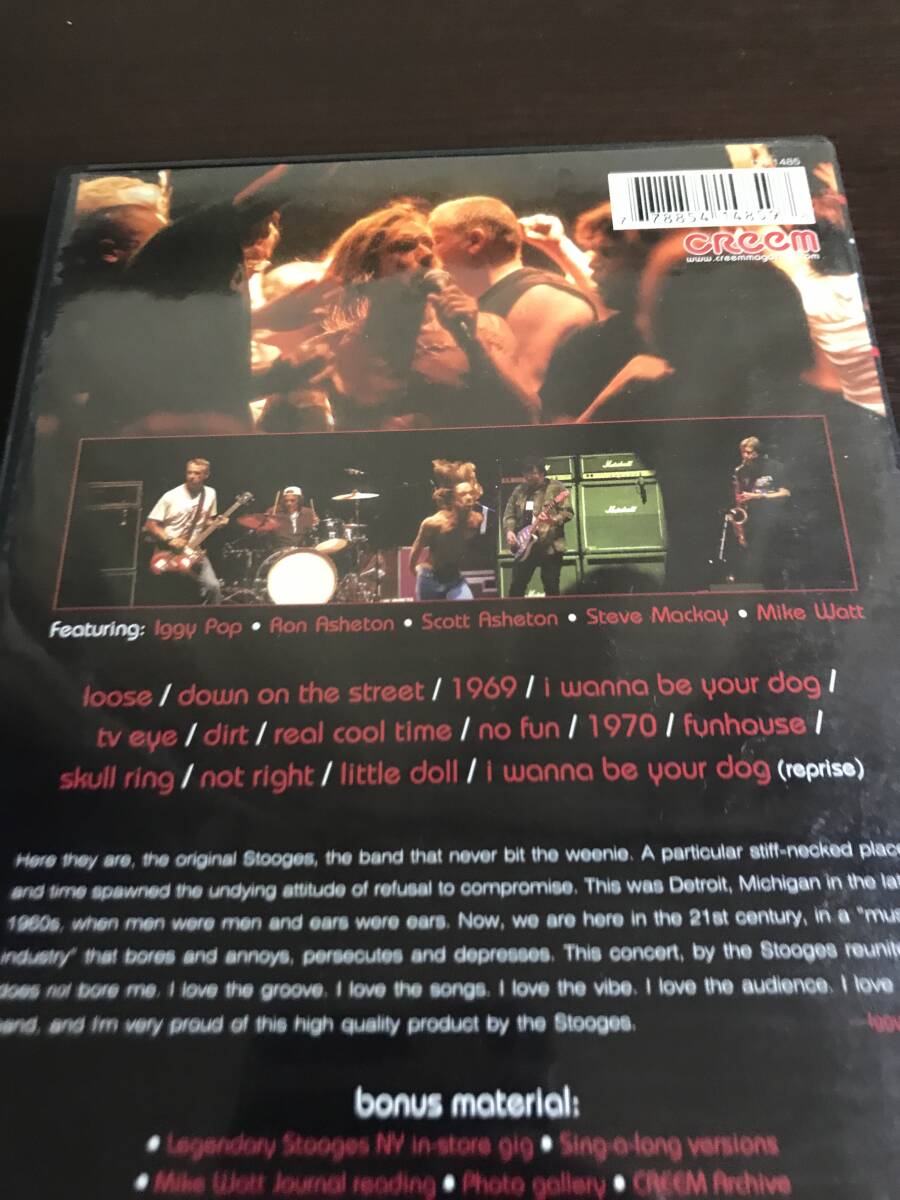 1485
7 78854 14859
CREEM
Marshall
Marshall
Featuring: Iggy Pop • Ron Asheton • Scott Asheton • Steve Mackay • Mike Watt
loose / down on the street / 1969 / i wanna be your dog /
tv eye / dirt / real cool time / no fun / 1970 / funhouse /
skull ring / not right / little doll / i wanna be your dog (reprise)
Here they are, the original Stooges, the band that never bit the weenie. A particular stiff-necked place
and time spawned the undying attitude of refusal to compromise. This was Detroit, Michigan in the
1960s, when men were men and ears were ears. Now, we are here in the 21st century, in a
industry" that bores and annoys, persecutes and depresses. This concert, by the Stooges
does not bore me. I love the groove. I love the songs. I love the vibe. I love the audience. I love
and I'm very proud of this high quality product by the Stooges.
bonus material:
• Legendary Stooges NY in-store gig • Sing-a-long versions
• Mike Watt Journal reading • Photo gallery • CREEM Archive